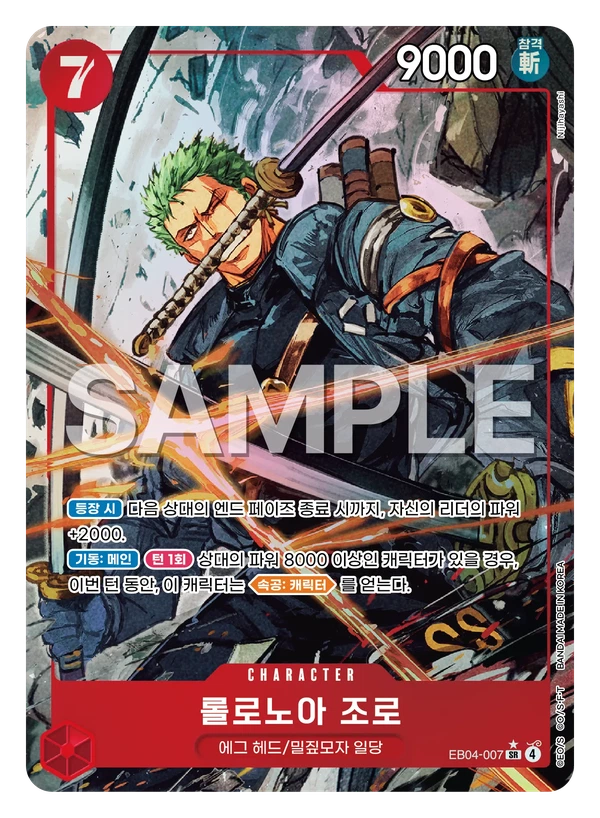 7
9000
참격
斬
Nijihayashi
SAMPLE
등장 시 다음 상대의 엔드 페이즈 종료 시까지, 자신의 리더의 파워
+2000.
기동: 메인 턴 1회 상대의 파워 8000 이상인 캐릭터가 있을 경우,
이번 턴 동안, 이 캐릭터는 속공: 캐릭터 를 얻는다.
CHARACTER
롤로노아 조로
에그 헤드/밀짚모자 일당
EB04-007 SR 4
©EO/S ©O/S·F·T BANDAI MADE IN KOREA